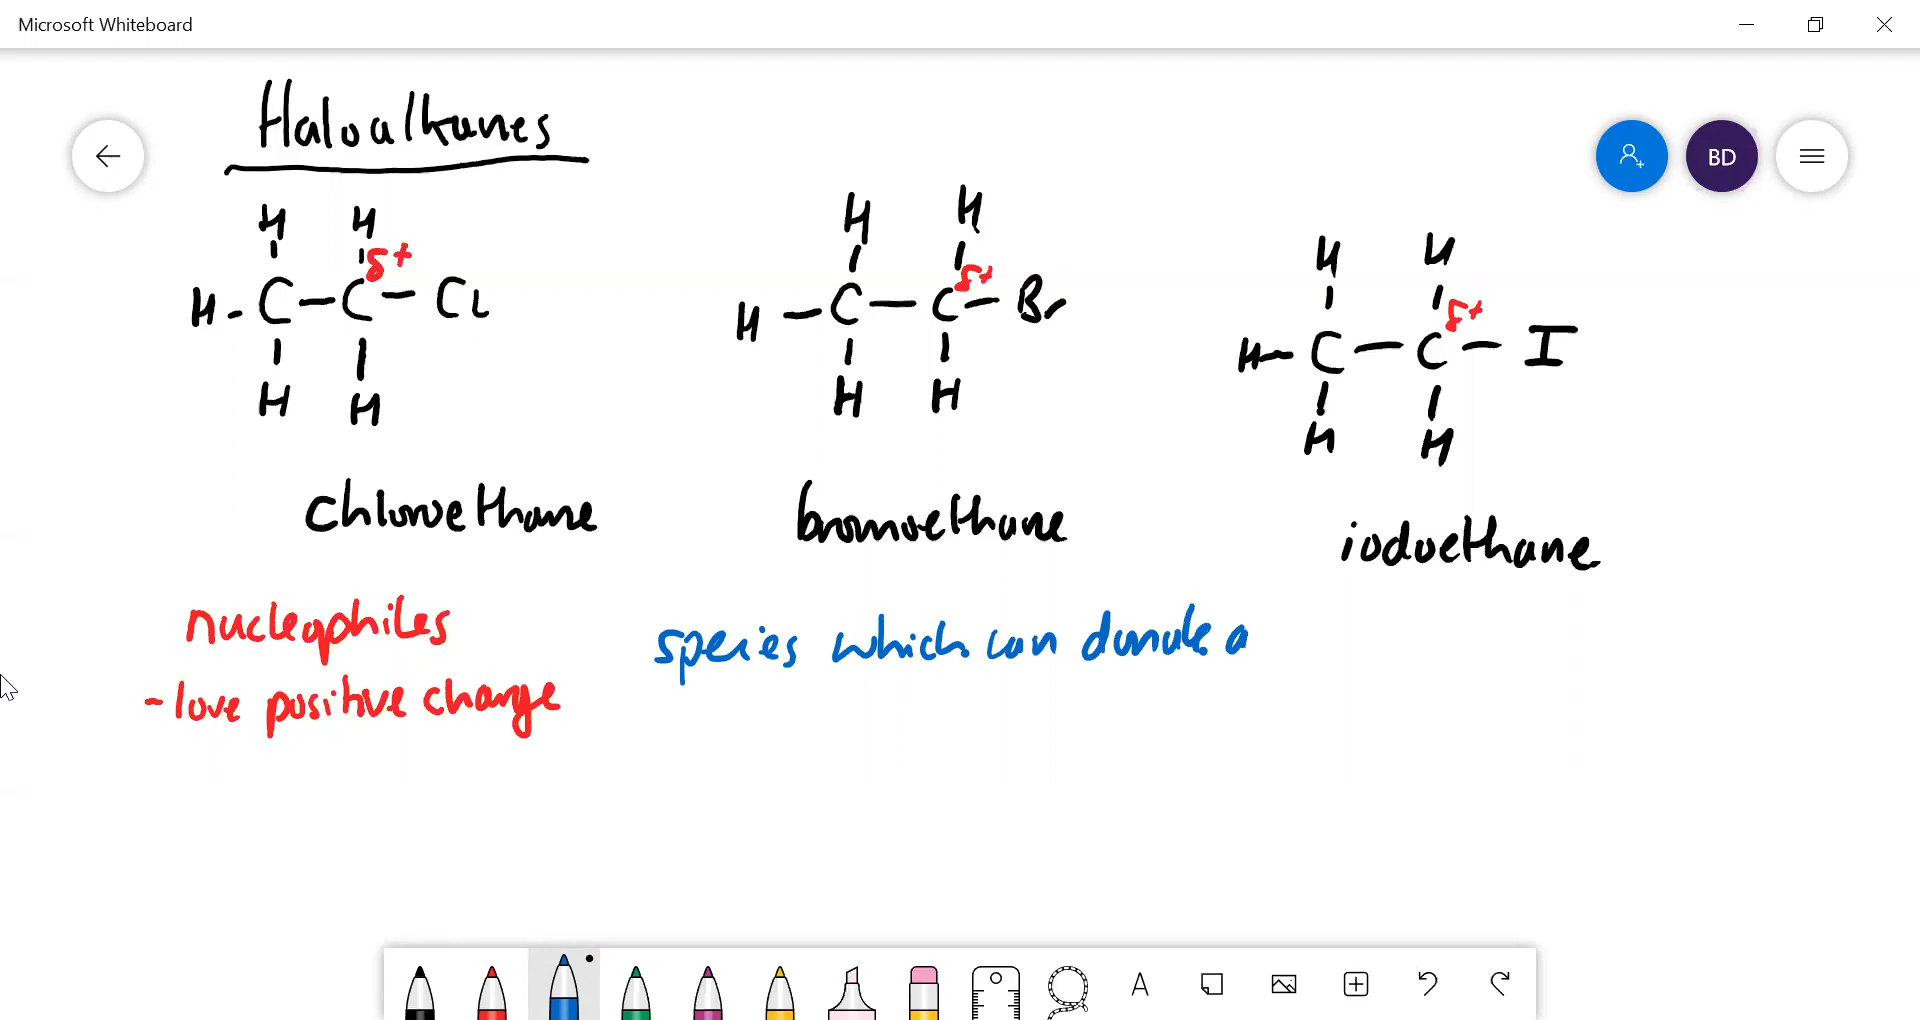 Microsoft Whiteboard
Haloalkanes
BD
H H H H
H H
δ+ δ+ δ+
H - C - C - Cl
H - C - C - Br
H - C - C - I
H H H H
H H
chloroethane bromoethane iodoethane
nucleophiles
species which can donate a
- love positive charge
A